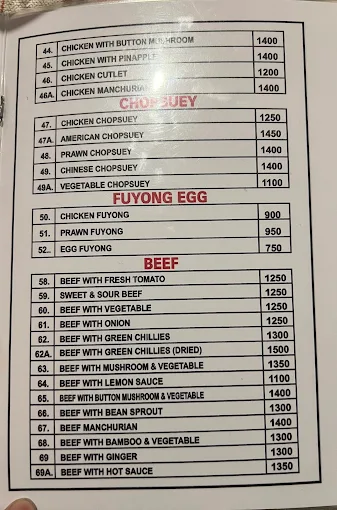 44. CHICKEN WITH BUTTON MUSHROOM 1400
45. CHICKEN WITH PINAPPLE 1400
46. CHICKEN CUTLET 1200
46A. CHICKEN MANCHURIAN 1400
CHOPSUEY
47. CHICKEN CHOPSUEY 1250
47A. AMERICAN CHOPSUEY 1450
48. PRAWN CHOPSUEY 1400
49. CHINESE CHOPSUEY 1400
49A. VEGETABLE CHOPSUEY 1100
FUYONG EGG
50. CHICKEN FUYONG 900
51. PRAWN FUYONG 950
52.. EGG FUYONG 750
BEEF
58. BEEF WITH FRESH TOMATO 1250
59. SWEET & SOUR BEEF 1250
60. BEEF WITH VEGETABLE 1250
61. BEEF WITH ONION 1250
62. BEEF WITH GREEN CHILLIES 1300
62A. BEEF WITH GREEN CHILLIES (DRIED) 1500
63. BEEF WITH MUSHROOM & VEGETABLE 1350
64. BEEF WITH LEMON SAUCE 1100
65. BEEF WITH BUTTON MUSHROOM & VEGETABLE 1400
66. BEEF WITH BEAN SPROUT 1300
67. BEEF MANCHURIAN 1400
68. BEEF WITH BAMBOO & VEGETABLE 1300
69 BEEF WITH GINGER 1300
69A. BEEF WITH HOT SAUCE 1350